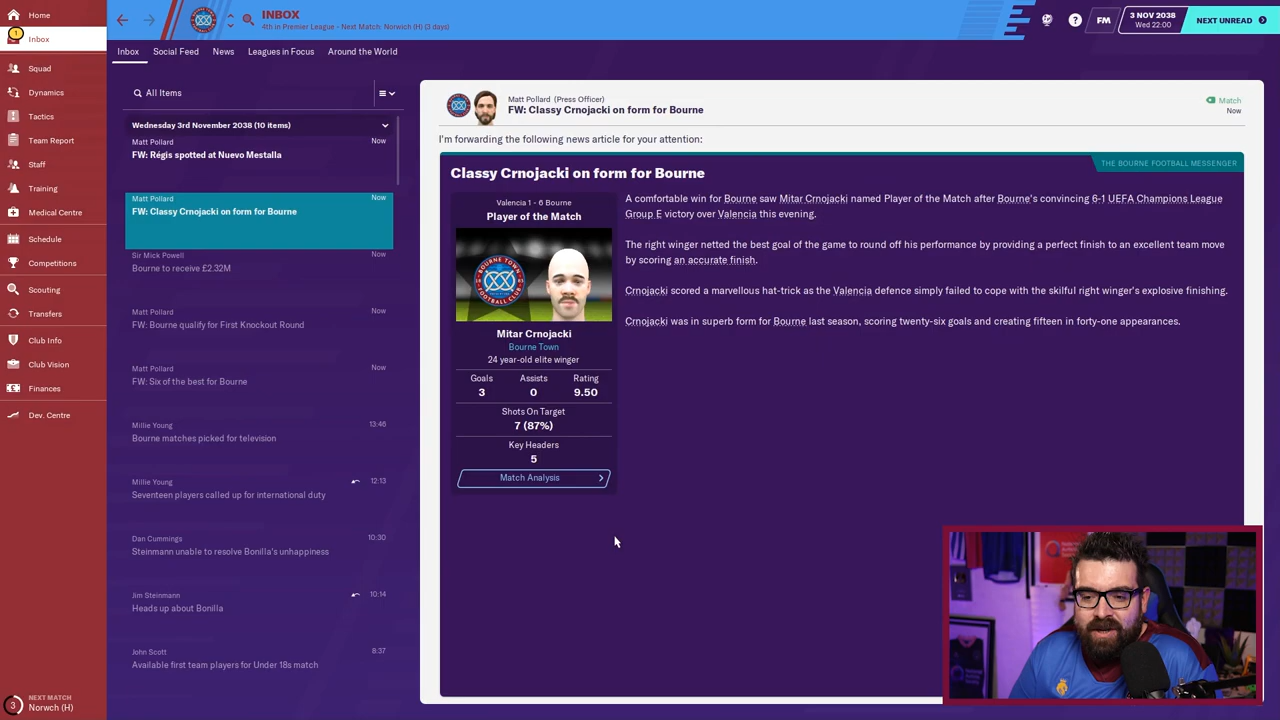 Home
1
Inbox
Squad
Dynamics
Tactics
Team Report
Staff
Training
Medical Centre
Schedule
Competitions
Scouting
Transfers
Club Info
Club Vision
Finances
Dev. Centre
3
NEXT MATCH
Norwch (H)
INBOX
4th in Premier League - Next Match: Norwich (H) (3 days)
?
FM
3 NOV 2038
Wed 22:00
NEXT UNREAD
Inbox
Social Feed
News
Leagues in Focus
Around the World
All Items
Wednesday 3rd November 2038 (10 items)
Matt Pollard
Now
FW: Régis spotted at Nuevo Mestalla
Matt Pollard
Now
FW: Classy Crnojacki on form for Bourne
Sir Mick Powell
Now
Bourne to receive £2.32M
Matt Pollard
Now
FW: Bourne qualify for First Knockout Round
Matt Pollard
Now
FW: Six of the best for Bourne
Millie Young
13:46
Bourne matches picked for television
Millie Young
12:13
Seventeen players called up for international duty
Dan Cummings
10:30
Steinmann unable to resolve Bonilla's unhappiness
Jim Steinmann
10:14
Heads up about Bonilla
John Scott
8:37
Available first team players for Under 18s match
Matt Pollard (Press Officer)
FW: Classy Crnojacki on form for Bourne
Match
Now
I'm forwarding the following news article for your attention:
Classy Crnojacki on form for Bourne
THE BOURNE FOOTBALL MESSENGER
Valencia 1 - 6 Bourne
Player of the Match
BOURNE TOWN
FOOTBALL CLUB
Mitar Crnojacki
Bourne Town
24 year-old elite winger
Goals Assists Rating
3 0 9.50
Shots On Target
7 (87%)
Key Headers
5
Match Analysis
A comfortable win for Bourne saw Mitar Crnojacki named Player of the Match after Bourne's convincing 6-1 UEFA Champions League
Group E victory over Valencia this evening.
The right winger netted the best goal of the game to round off his performance by providing a perfect finish to an excellent team move
by scoring an accurate finish.
Crnojacki scored a marvellous hat-trick as the Valencia defence simply failed to cope with the skilful right winger's explosive finishing.
Crnojacki was in superb form for Bourne last season, scoring twenty-six goals and creating fifteen in forty-one appearances.